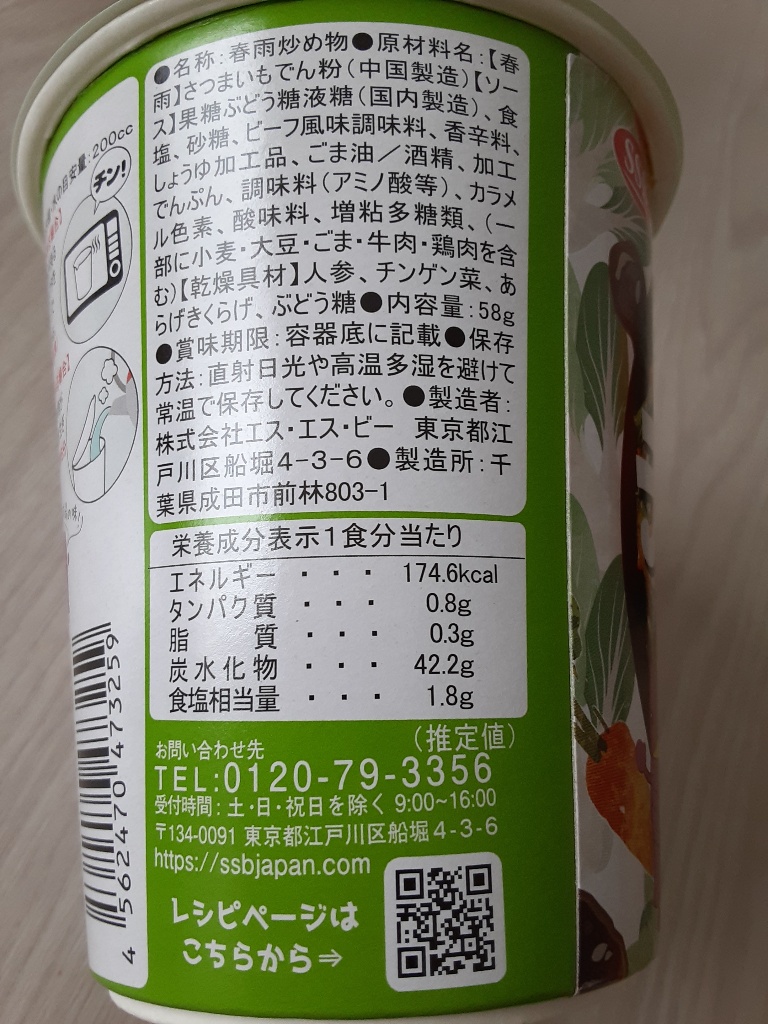 ●名称:春雨炒め物●原材料名:【春
雨】さつまいもでん粉(中国製造)【ソー
ス】果糖ぶどう糖液糖(国内製造)、食
塩、砂糖、ビーフ風味調味料、香辛料、
しょうゆ加工品、ごま油/酒精、加工
でんぷん、調味料(アミノ酸等)、カラメ
ル色素、酸味料、増粘多糖類、(一
部に小麦・大豆・ごま・牛肉・鶏肉を含
む)【乾燥具材】人参、チンゲン菜、あ
らげきくらげ、ぶどう糖●内容量:58g
●賞味期限:容器底に記載●保存
方法:直射日光や高温多湿を避けて
常温で保存してください。●製造者:
株式会社エス・エス・ビー 東京都江
戸川区船堀4-3-6●製造所:千
葉県成田市前林803-1
栄養成分表示1食分当たり
エネルギー ・・・ 174.6kcal
タンパク質 ・・・ 0.8g
脂質 ・・・ 0.3g
炭水化物 ・・・ 42.2g
食塩相当量 ・・・ 1.8g
(推定値)
お問い合わせ先
TEL:0120-79-3356
受付時間:土・日・祝日を除く 9:00~16:00
〒134-0091 東京都江戸川区船堀4-3-6
https://ssbjapan.com
レシピページは
こちらから⇒
水の目安量:200cc
チン!
4 562470 473259